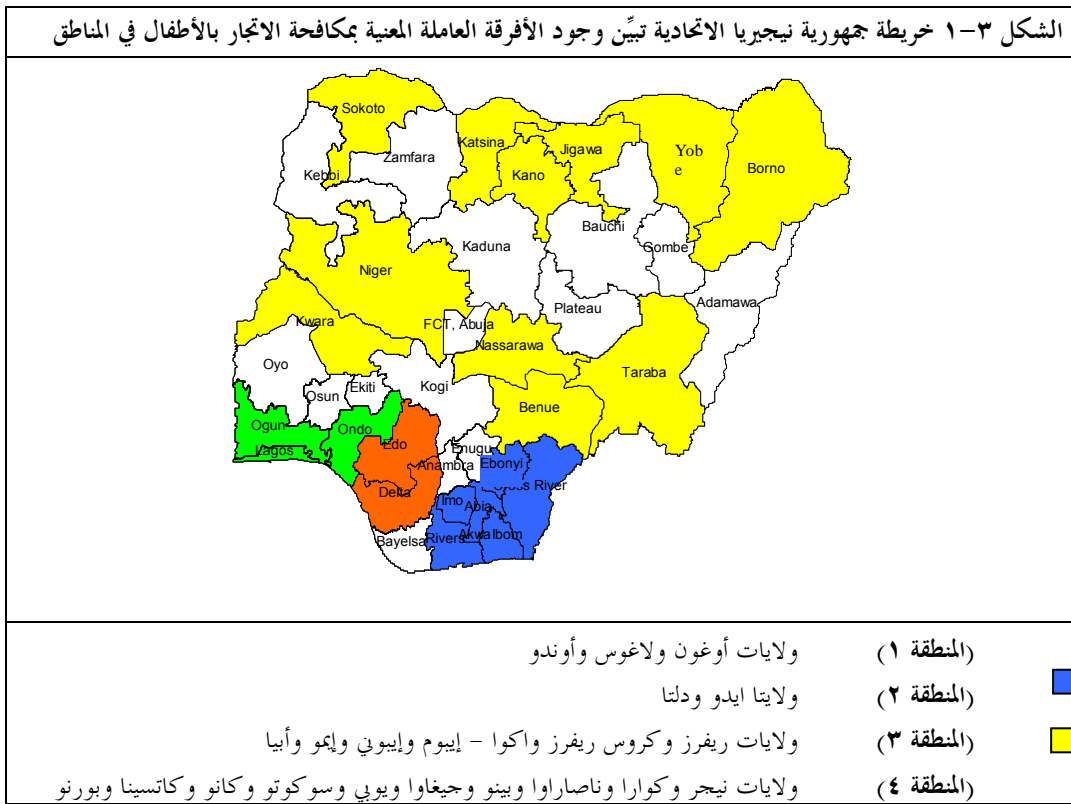 الشكل ٣-١ خريطة جمهورية نيجيريا الاتحادية تبيِّن وجود الأفرقة العاملة المعنية بمكافحة الاتجار بالأطفال في المناطق
Sokoto
Katsina
Jigawa
Yob
e
Borno
Zamfara
Kebbi
Kano
Bauchi
Gombe
Kaduna
Niger
Adamawa
Plateau
Kwara
FCT, Abuja
Nassarawa
Taraba
Oyo
Osun
Ekiti
Kogi
Benue
Ogun
Ondo
Lagos
Edo
Enugu
Anambra
Ebonyi
River
Delta
Imo
Abia
Bayelsa
Rivers
Akwa Ibom
(المنطقة ١) ولايات أوغون ولاغوس وأوندو
(المنطقة ٢) ولايتا ايدو ودلتا
(المنطقة ٣) ولايات ريفرز وكروس ريفرز واكوا – إيبوم وإيبوني وإيمو وأبيا
(المنطقة ٤) ولايات نيجر وكوارا وناصاراوا وبينو وجيغاوا ويوبي وسوكوتو وكانو وكاتسينا وبورنو